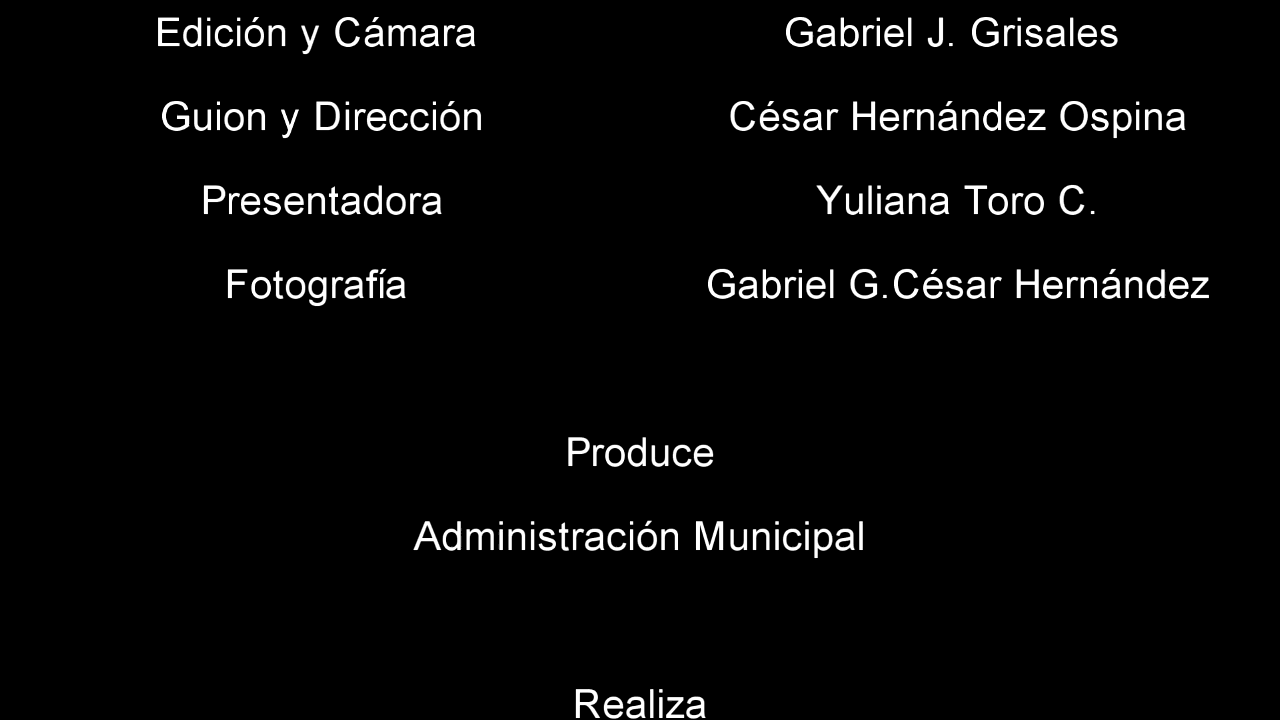 Edición y Cámara Gabriel J. Grisales
Guion y Dirección César Hernández Ospina
Presentadora Yuliana Toro C.
Fotografía Gabriel G.César Hernández
Produce
Administración Municipal
Realiza